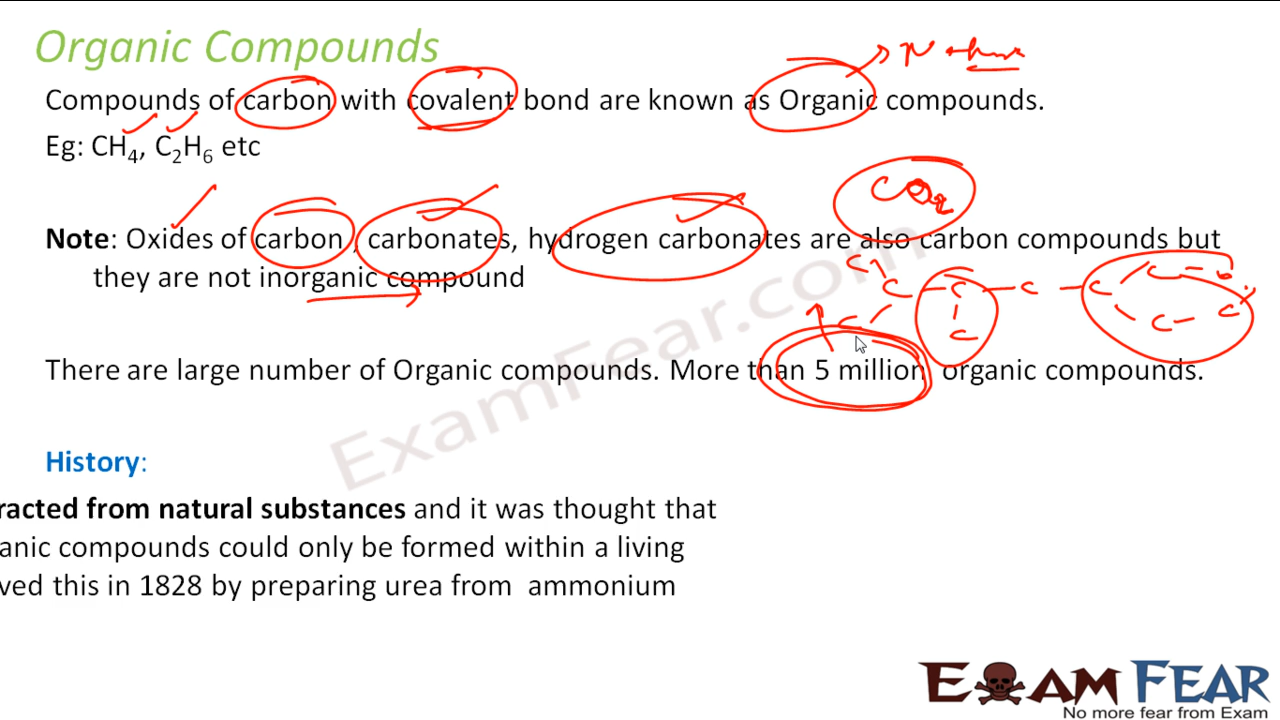 Organic Compounds
Nature
Compounds of carbon with covalent bond are known as Organic compounds.
Eg: CH₄, C₂H₆ etc
CO₂
Note: Oxides of carbon, carbonates, hydrogen carbonates are also carbon compounds but
they are not inorganic compound
C C C C C C C C C
There are large number of Organic compounds. More than 5 million organic compounds.
ExamFear.com
History:
racted from natural substances and it was thought that
anic compounds could only be formed within a living
ved this in 1828 by preparing urea from ammonium
EXAM FEAR
No more fear from Exam